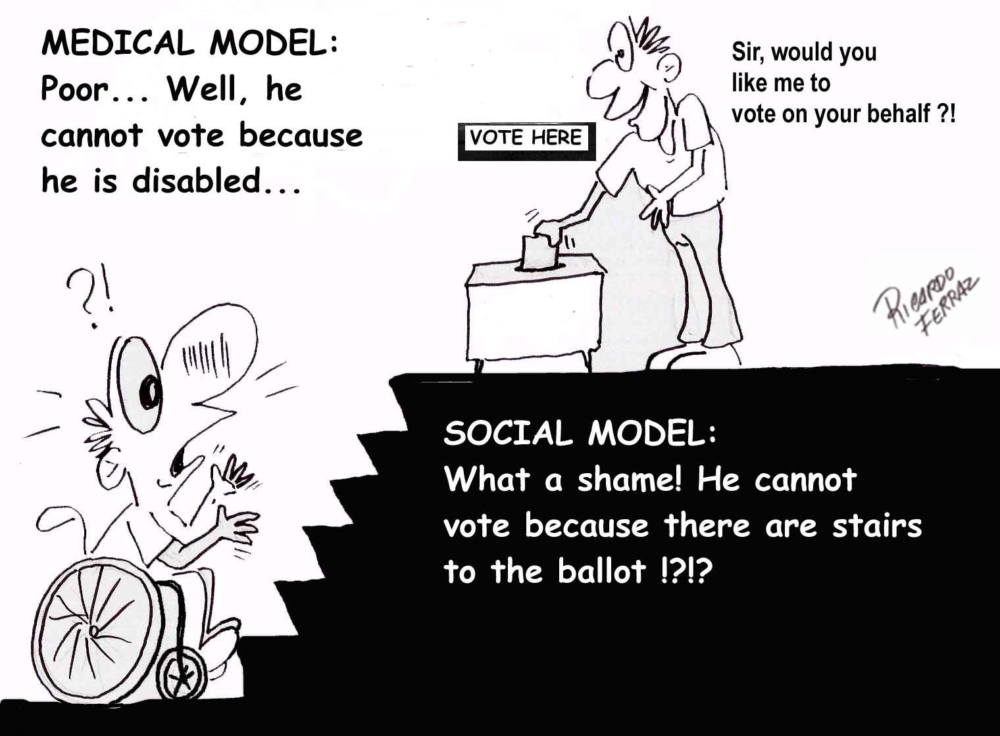 MEDICAL MODEL:
Poor... Well, he
cannot vote because
he is disabled...
Sir, would you
like me to
vote on your behalf ?!
VOTE HERE
?!
RICARDO
FERRAZ
SOCIAL MODEL:
What a shame! He cannot
vote because there are stairs
to the ballot !?!?